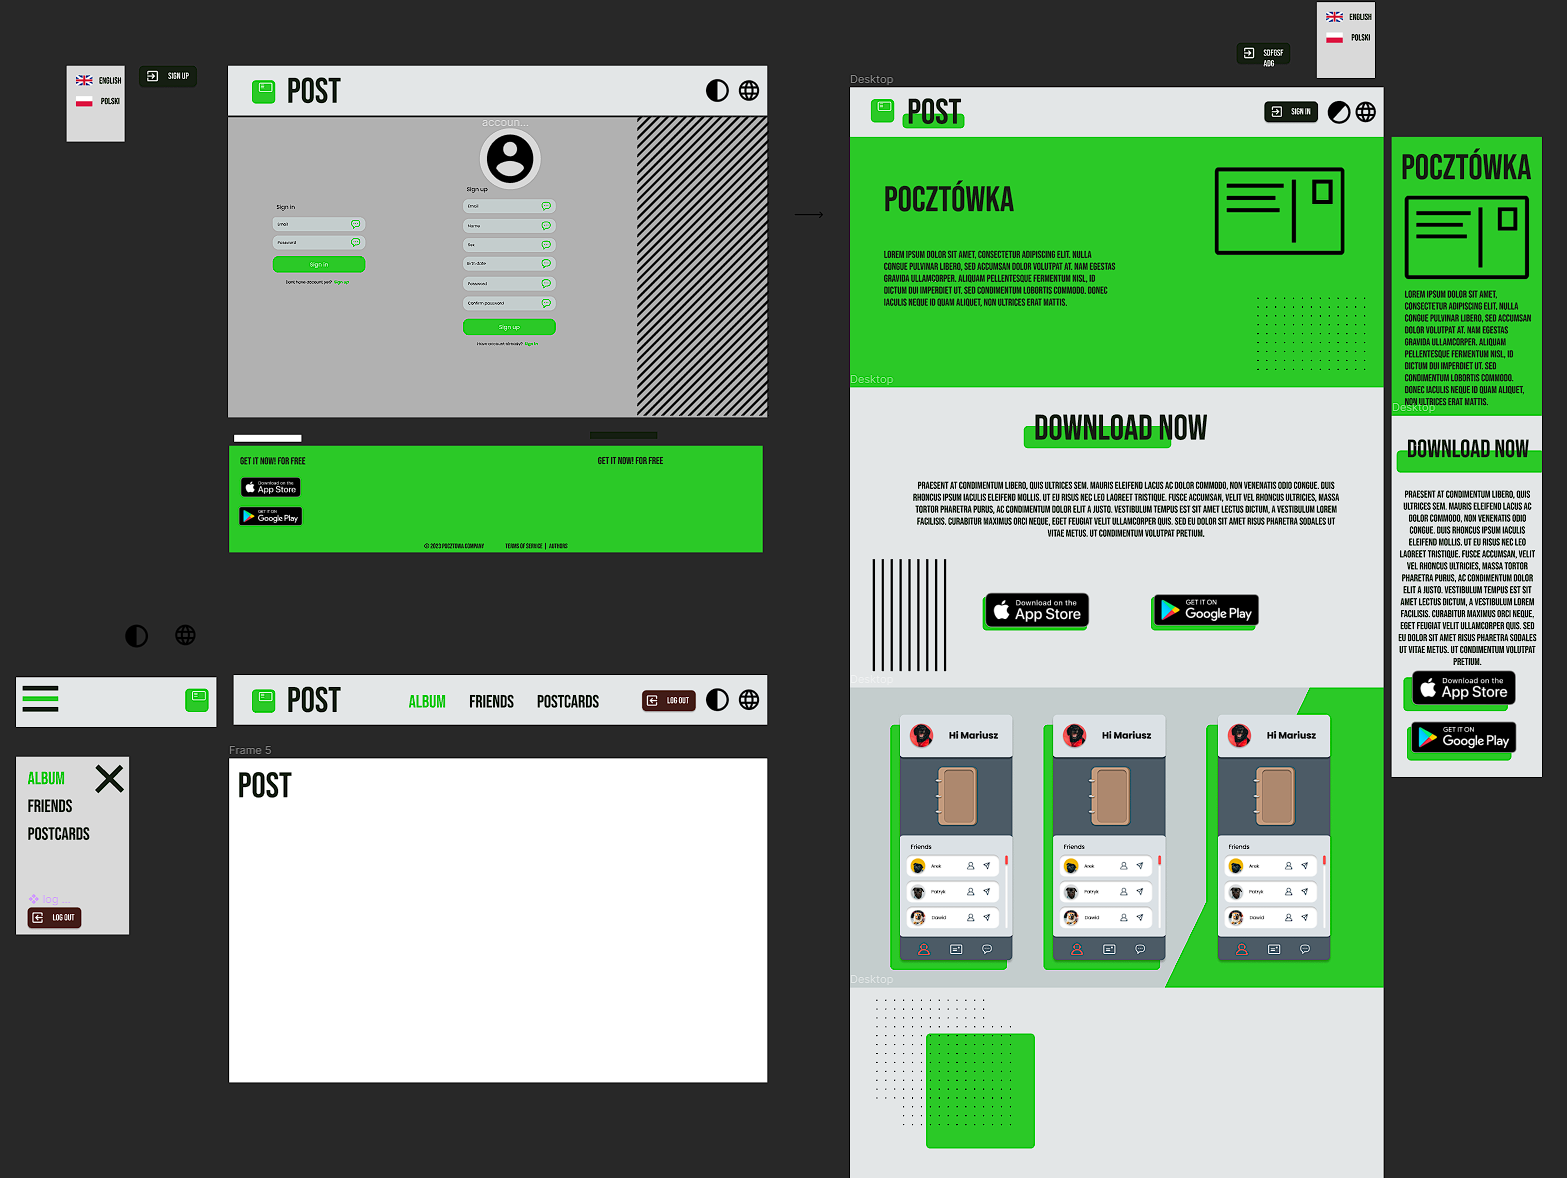 ENGLISH
POLSKI
SIGN UP
POST
accoun...
Sign in
Email
Password
Sign in
Dont have account yet? Sign up
Sign up
Email
Name
Sex
Birth date
Password
Confirm password
Sign up
Have account already? Sign in
GET IT NOW! FOR FREE
Download on the
App Store
GET IT ON
Google Play
GET IT NOW! FOR FREE
© 2023 POCZTOWA COMPANY
TERMS OF SERVICE | AUTHORS
POST
ALBUM
FRIENDS
POSTCARDS
LOG OUT
ALBUM
FRIENDS
POSTCARDS
log ...
LOG OUT
Frame 5
POST
SDFGSF
ADG
ENGLISH
POLSKI
Desktop
POST
SIGN IN
POCZTÓWKA
LOREM IPSUM DOLOR SIT AMET, CONSECTETUR ADIPISCING ELIT. NULLA
CONGUE PULVINAR LIBERO, SED ACCUMSAN DOLOR VOLUTPAT AT. NAM EGESTAS
GRAVIDA ULLAMCORPER. ALIQUAM PELLENTESQUE FERMENTUM NISL, ID
DICTUM DUI IMPERDIET UT. SED CONDIMENTUM LOBORTIS COMMODO. DONEC
IACULIS NEQUE ID QUAM ALIQUET, NON ULTRICES ERAT MATTIS.
Desktop
DOWNLOAD NOW
PRAESENT AT CONDIMENTUM LIBERO, QUIS ULTRICES SEM. MAURIS ELEIFEND LACUS AC DOLOR COMMODO, NON VENENATIS ODIO CONGUE. DUIS
RHONCUS IPSUM IACULIS ELEIFEND MOLLIS. UT EU RISUS NEC LEO LAOREET TRISTIQUE. FUSCE ACCUMSAN, VELIT VEL RHONCUS ULTRICIES, MASSA
TORTOR PHARETRA PURUS, AC CONDIMENTUM DOLOR ELIT A JUSTO. VESTIBULUM TEMPUS EST SIT AMET LECTUS DICTUM, A VESTIBULUM LOREM
FACILISIS. CURABITUR MAXIMUS ORCI NEQUE, EGET FEUGIAT VELIT ULLAMCORPER QUIS. SED EU DOLOR SIT AMET RISUS PHARETRA SODALES UT
VITAE METUS. UT CONDIMENTUM VOLUTPAT PRETIUM.
Download on the
App Store
GET IT ON
Google Play
Desktop
Hi Mariusz
Friends
Arek
Patryk
Dawid
Hi Mariusz
Friends
Arek
Patryk
Dawid
Hi Mariusz
Friends
Arek
Patryk
Dawid
Desktop
POCZTÓWKA
LOREM IPSUM DOLOR SIT AMET,
CONSECTETUR ADIPISCING ELIT. NULLA
CONGUE PULVINAR LIBERO, SED ACCUMSAN
DOLOR VOLUTPAT AT. NAM EGESTAS
GRAVIDA ULLAMCORPER. ALIQUAM
PELLENTESQUE FERMENTUM NISL, ID
DICTUM DUI IMPERDIET UT. SED
CONDIMENTUM LOBORTIS COMMODO.
DONEC IACULIS NEQUE ID QUAM ALIQUET,
NON ULTRICES ERAT MATTIS.
Desktop
DOWNLOAD NOW
PRAESENT AT CONDIMENTUM LIBERO, QUIS
ULTRICES SEM. MAURIS ELEIFEND LACUS AC
DOLOR COMMODO, NON VENENATIS ODIO
CONGUE. DUIS RHONCUS IPSUM IACULIS
ELEIFEND MOLLIS. UT EU RISUS NEC LEO
LAOREET TRISTIQUE. FUSCE ACCUMSAN, VELIT
VEL RHONCUS ULTRICIES, MASSA TORTOR
PHARETRA PURUS, AC CONDIMENTUM DOLOR
ELIT A JUSTO. VESTIBULUM TEMPUS EST SIT
AMET LECTUS DICTUM, A VESTIBULUM LOREM
FACILISIS. CURABITUR MAXIMUS ORCI NEQUE,
EGET FEUGIAT VELIT ULLAMCORPER QUIS. SED
EU DOLOR SIT AMET RISUS PHARETRA SODALES
UT VITAE METUS. UT CONDIMENTUM VOLUTPAT
PRETIUM.
Download on the
App Store
GET IT ON
Google Play